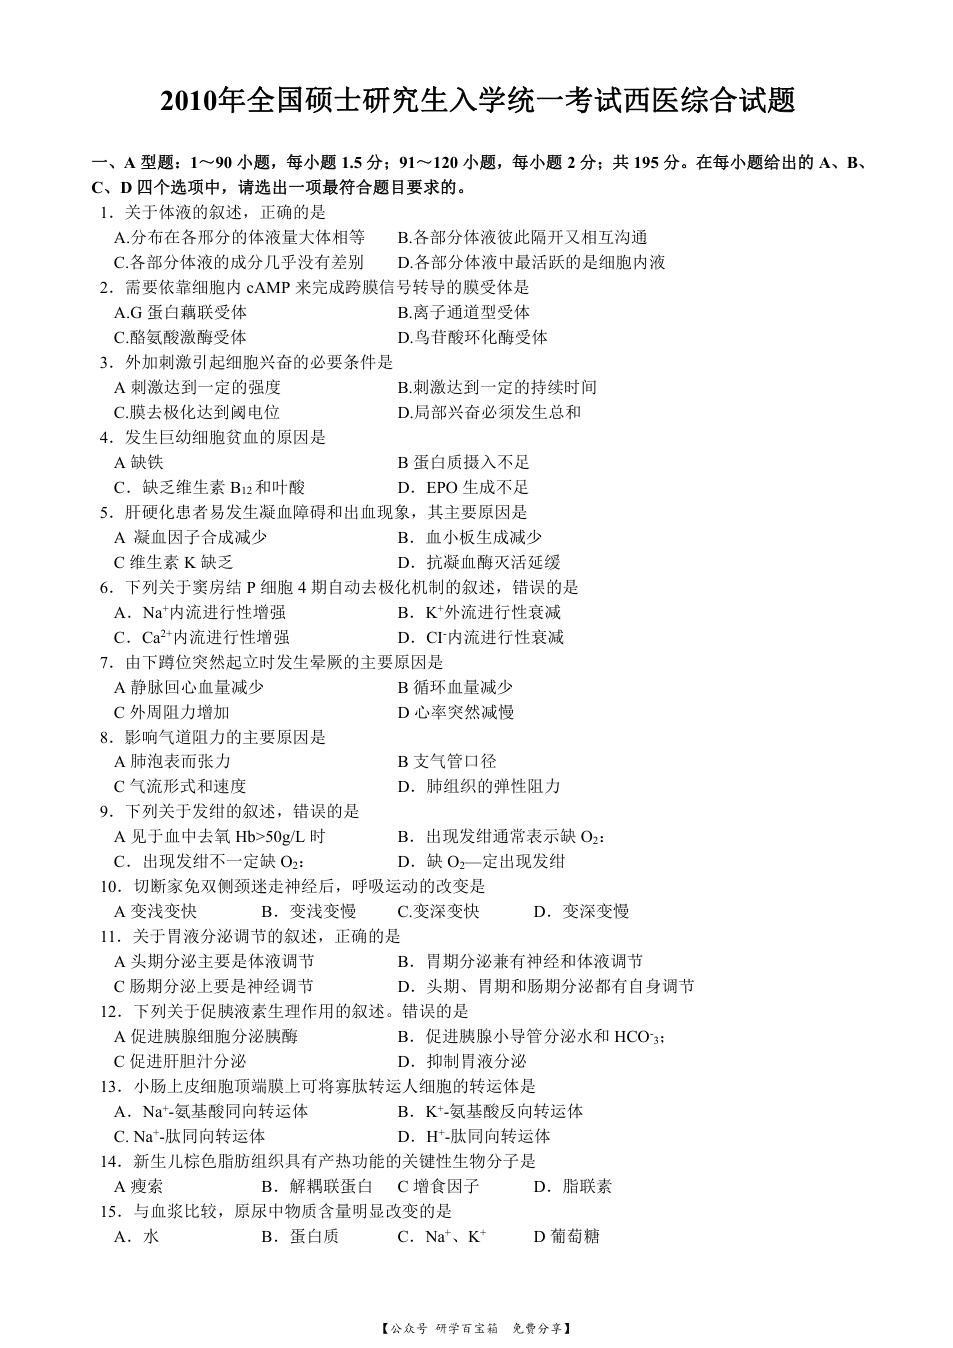 2010年全国硕士研究生入学统一考试西医综合试题
一、A 型题：1～90 小题，每小题 1.5 分；91～120 小题，每小题 2 分；共 195 分。在每小题给出的 A、B、
C、D 四个选项中，请选出一项最符合题目要求的。
1．关于体液的叙述，正确的是
A.分布在各邢分的体液量大体相等 B.各部分体液彼此隔开又相互沟通
C.各部分体液的成分几乎没有差别 D.各部分体液中最活跃的是细胞内液
2．需要依靠细胞内 cAMP 来完成跨膜信号转导的膜受体是
A.G 蛋白藕联受体 B.离子通道型受体
C.酪氨酸激酶受体 D.鸟苷酸环化酶受体
3．外加刺激引起细胞兴奋的必要条件是
A 刺激达到一定的强度 B.刺激达到一定的持续时间
C.膜去极化达到阈电位 D.局部兴奋必须发生总和
4．发生巨幼细胞贫血的原因是
A 缺铁 B 蛋白质摄入不足
C．缺乏维生素 B12 和叶酸 D．EPO 生成不足
5．肝硬化患者易发生凝血障碍和出血现象，其主要原因是
A 凝血因子合成减少 B．血小板生成减少
C 维生素 K 缺乏 D．抗凝血酶灭活延缓
6．下列关于窦房结 P 细胞 4 期自动去极化机制的叙述，错误的是
A．Na+内流进行性增强 B．K+外流进行性衰减
C．Ca2+内流进行性增强 D．CI-内流进行性衰减
7．由下蹲位突然起立时发生晕厥的主要原因是
A 静脉回心血量减少 B 循环血量减少
C 外周阻力增加 D 心率突然减慢
8．影响气道阻力的主要原因是
A 肺泡表而张力 B 支气管口径
C 气流形式和速度 D．肺组织的弹性阻力
9．下列关于发绀的叙述，错误的是
A 见于血中去氧 Hb>50g/L 时 B．出现发绀通常表示缺 O2：
C．出现发绀不一定缺 O2： D．缺 O2—定出现发绀
10．切断家免双侧颈迷走神经后，呼吸运动的改变是
A 变浅变快 B．变浅变慢 C.变深变快 D．变深变慢
11．关于胃液分泌调节的叙述，正确的是
A 头期分泌主要是体液调节 B．胃期分泌兼有神经和体液调节
C 肠期分泌上要是神经调节 D．头期、胃期和肠期分泌都有自身调节
12．下列关于促胰液素生理作用的叙述。错误的是
A 促进胰腺细胞分泌胰酶 B．促进胰腺小导管分泌水和 HCO-3；
C 促进肝胆汁分泌 D．抑制胃液分泌
13．小肠上皮细胞顶端膜上可将寡肽转运人细胞的转运体是
A．Na+-氨基酸同向转运体 B．K+-氨基酸反向转运体
C. Na+-肽同向转运体 D．H+-肽同向转运体
14．新生儿棕色脂肪组织具有产热功能的关键性生物分子是
A 瘦素 B．解耦联蛋白 C 增食因子 D．脂联素
15．与血浆比较，原尿中物质含量明显改变的是
A．水 B．蛋白质 C．Na+、K+ D 葡萄糖
【公众号 研学百宝箱 免费分享】